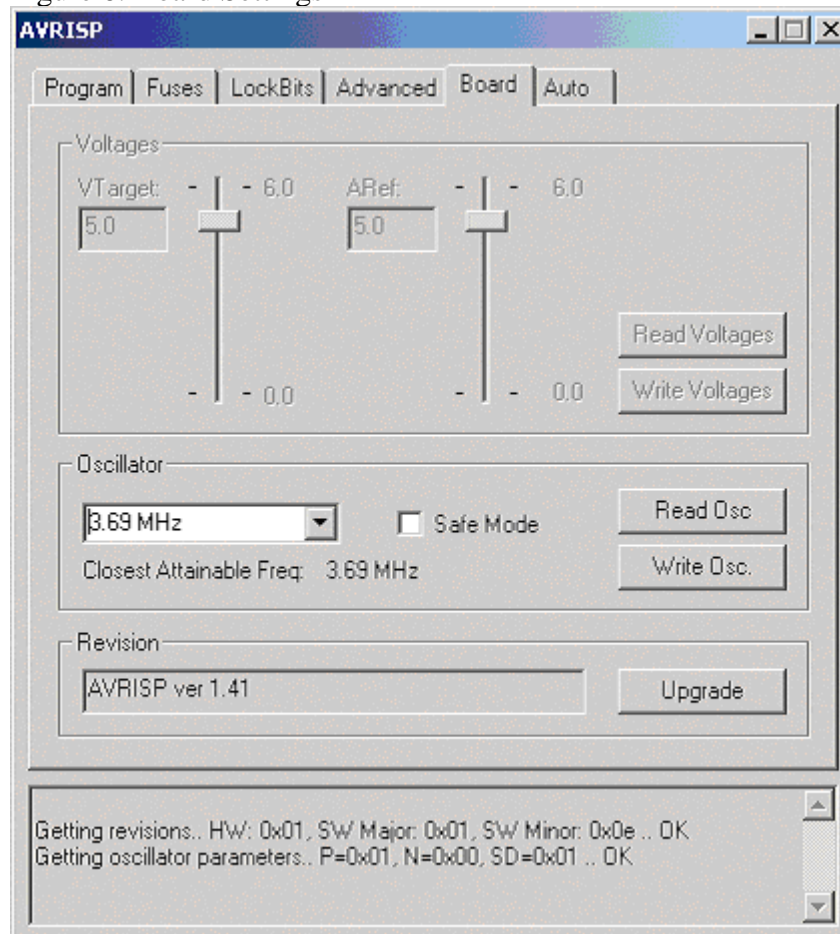 AVRISP
Program Fuses LockBits Advanced Board Auto
Voltages
VTarget: 6.0 ARef: 6.0
5.0 5.0
Read Voltages
0.0 0.0 Write Voltages
Oscillator
3.69 MHz Safe Mode Read Osc
Closest Attainable Freq: 3.69 MHz Write Osc.
Revision
AVRISP ver 1.41 Upgrade
Getting revisions.. HW: 0x01, SW Major: 0x01, SW Minor: 0x0e .. OK
Getting oscillator parameters.. P=0x01, N=0x00, SD=0x01 .. OK